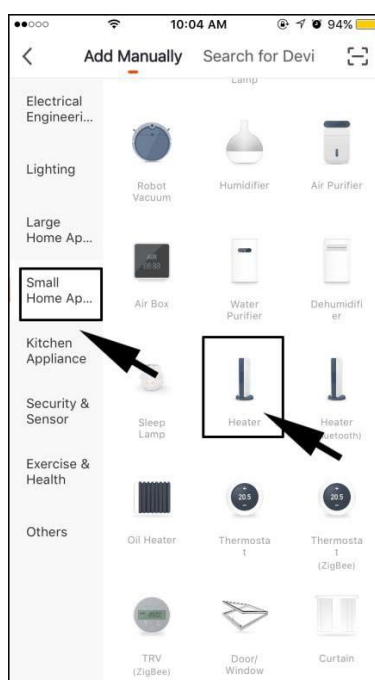 10:04 AM 94%
Add Manually Search for Devi
Electrical
Engineeri...
Lighting
Large
Home Ap...
Small
Home Ap...
Kitchen
Appliance
Security &
Sensor
Exercise &
Health
Others
Lamp
Robot
Vacuum
Humidifier
Air Purifier
Air Box
Water
Purifier
Dehumidifi
er
Sleep
Lamp
Heater
Heater
Oil Heater
20.5
Thermosta
t
20.5
Thermosta
t
(ZigBee)
TRV
(ZigBee)
Door/
Window
Curtain